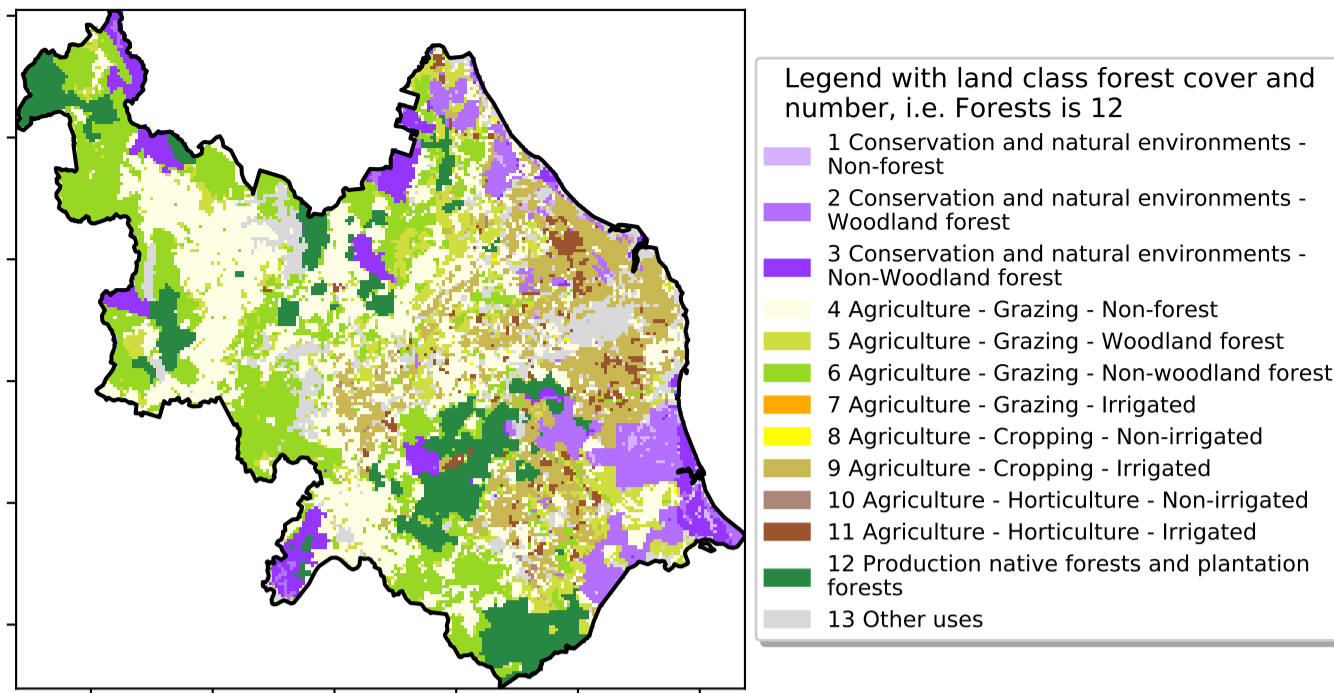 Legend with land class forest cover and
number, i.e. Forests is 12
1 Conservation and natural environments -
Non-forest
2 Conservation and natural environments -
Woodland forest
3 Conservation and natural environments -
Non-Woodland forest
4 Agriculture - Grazing - Non-forest
5 Agriculture - Grazing - Woodland forest
6 Agriculture - Grazing - Non-woodland forest
7 Agriculture - Grazing - Irrigated
8 Agriculture - Cropping - Non-irrigated
9 Agriculture - Cropping - Irrigated
10 Agriculture - Horticulture - Non-irrigated
11 Agriculture - Horticulture - Irrigated
12 Production native forests and plantation
forests
13 Other uses